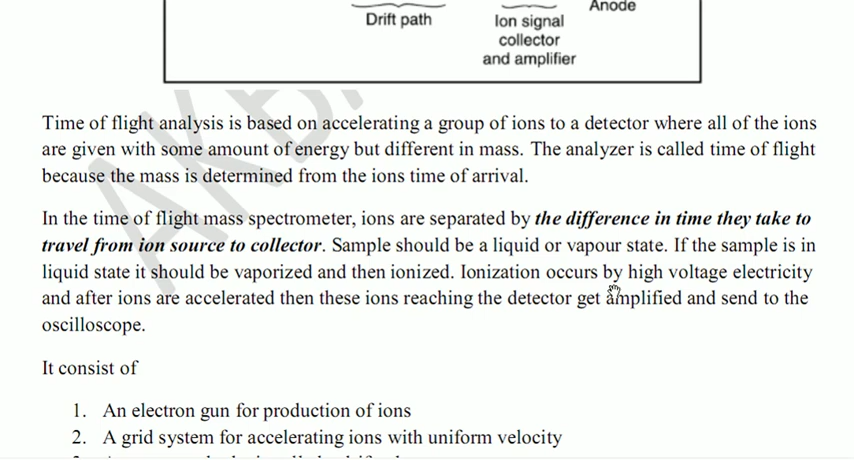 Anode
Drift path
Ion signal
collector
and amplifier
Time of flight analysis is based on accelerating a group of ions to a detector where all of the ions
are given with some amount of energy but different in mass. The analyzer is called time of flight
because the mass is determined from the ions time of arrival.
In the time of flight mass spectrometer, ions are separated by the difference in time they take to
travel from ion source to collector. Sample should be a liquid or vapour state. If the sample is in
liquid state it should be vaporized and then ionized. Ionization occurs by high voltage electricity
and after ions are accelerated then these ions reaching the detector get amplified and send to the
oscilloscope.
It consist of
1. An electron gun for production of ions
2. A grid system for accelerating ions with uniform velocity